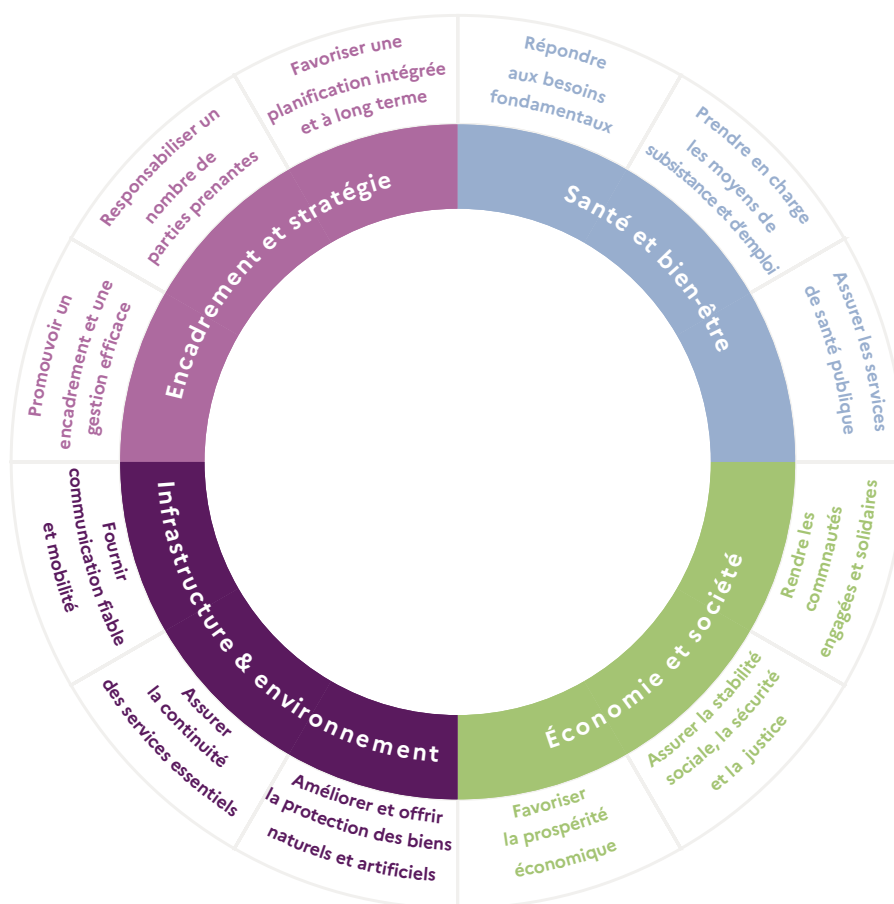 Favoriser une
planification intégrée
et à long terme
Répondre
aux besoins
fondamentaux
Prendre en charge
les moyens de
subsistance et d'emploi
Assurer les services
de santé publique
Santé et bien-être
Rendre les
commnautés
engagées et solidaires
Assurer la stabilité
sociale, la sécurité
et la justice
Favoriser
la prospérité
économique
Économie et société
Améliorer et offrir
la protection des biens
naturels et artificiels
Assurer
la continuité
des services essentiels
Fournir
communication fiable
et mobilité
Infrastructure & environnement
Promouvoir un
encadrement et une
gestion efficace
Responsabiliser un
nombre de
parties prenantes
Encadrement et stratégie